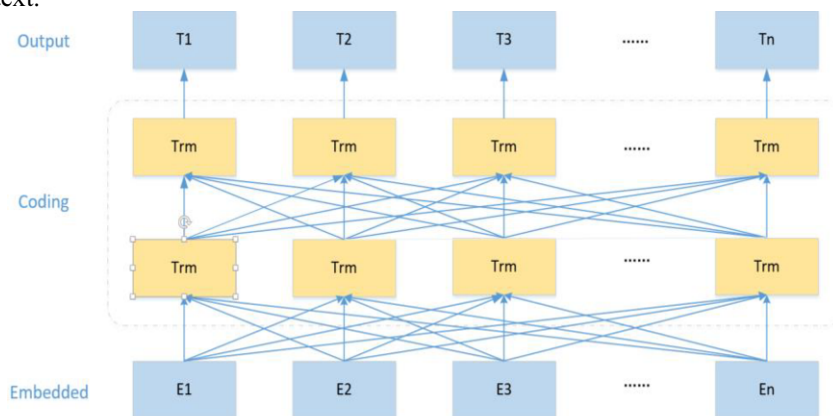 ext.
Output T1 T2 T3 ...... Tn
Trm Trm Trm ...... Trm
Coding
Trm Trm Trm ...... Trm
Embedded E1 E2 E3 ...... En